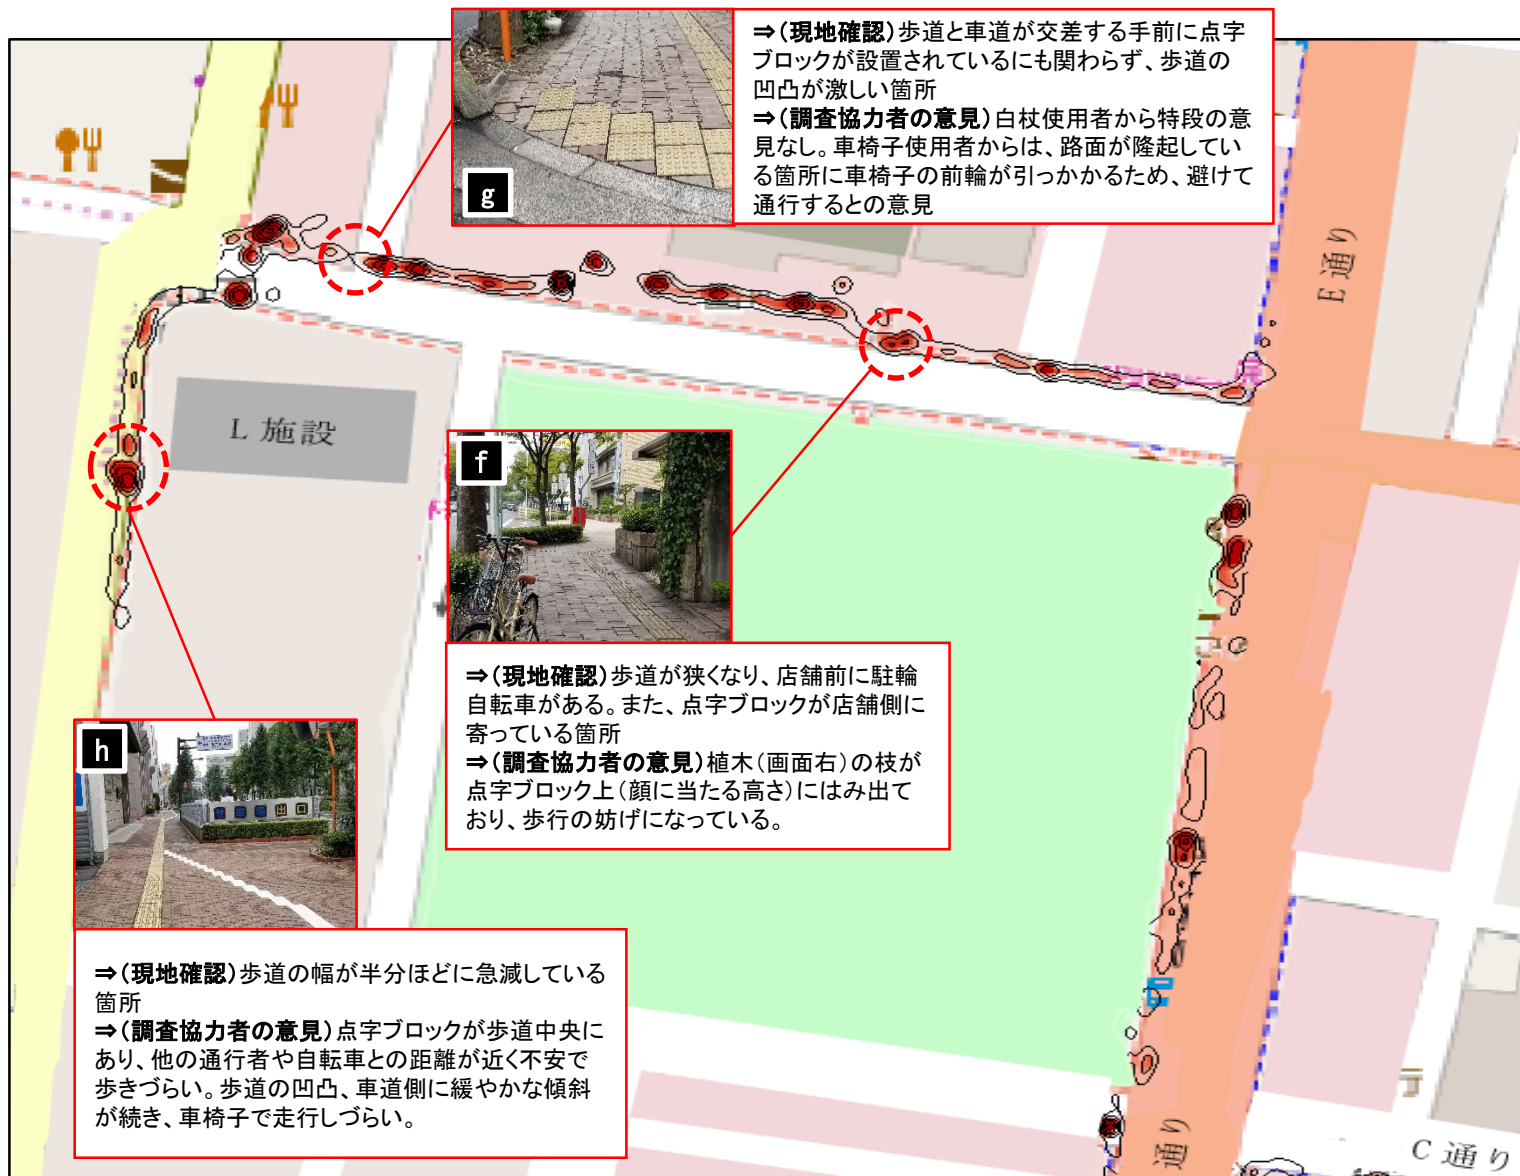 ⇒(現地確認)歩道と車道が交差する手前に点字
ブロックが設置されているにも関わらず、歩道の
凹凸が激しい箇所
⇒(調査協力者の意見)白杖使用者から特段の意
見なし。車椅子使用者からは、路面が隆起してい
る箇所に車椅子の前輪が引っかかるため、避けて
通行するとの意見
g
E通り
L 施設
f
⇒(現地確認)歩道が狭くなり、店舗前に駐輪
自転車がある。また、点字ブロックが店舗側に
寄っている箇所
⇒(調査協力者の意見)植木(画面右)の枝が
点字ブロック上(顔に当たる高さ)にはみ出て
おり、歩行の妨げになっている。
h
⇒(現地確認)歩道の幅が半分ほどに急減している
箇所
⇒(調査協力者の意見)点字ブロックが歩道中央に
あり、他の通行者や自転車との距離が近く不安で
歩きづらい。歩道の凹凸、車道側に緩やかな傾斜
が続き、車椅子で走行しづらい。
通り
C 通り